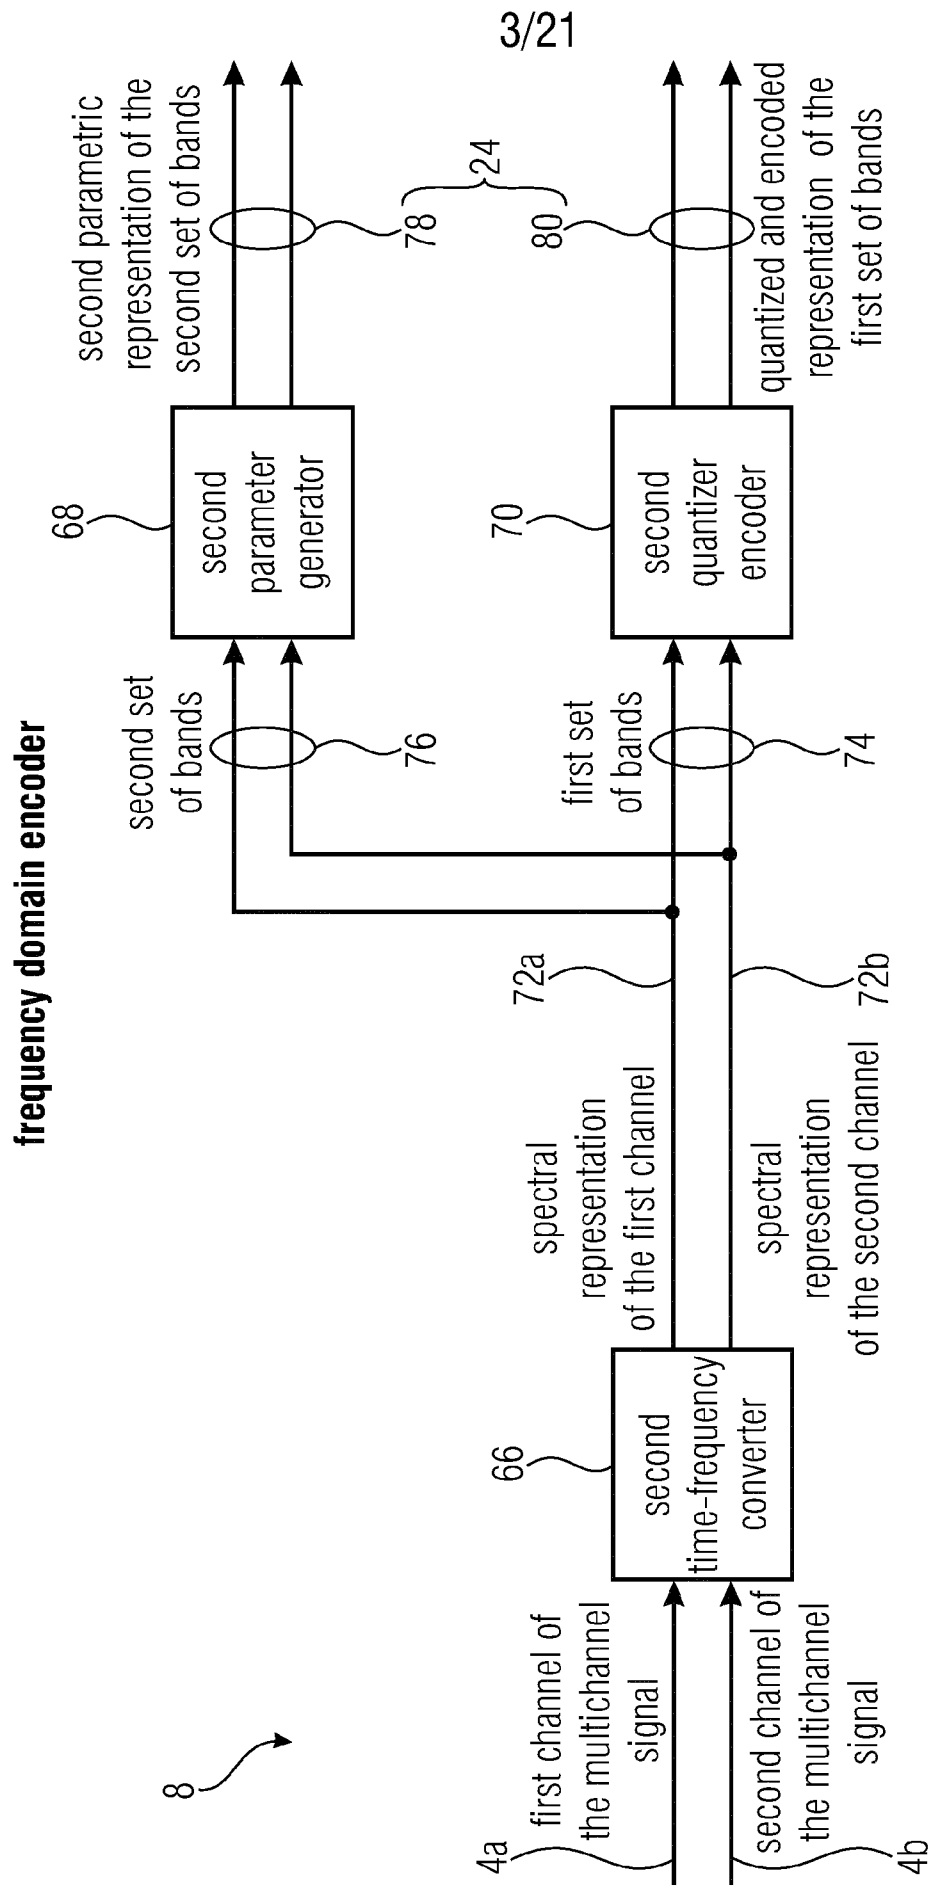 3/21
frequency domain encoder
8
4a
first channel of
the multichannel
signal
second channel of
the multichannel
signal
4b
66
second
time-frequency
converter
spectral
representation
of the first channel
72a
spectral
representation
of the second channel
72b
second set
of bands
76
first set
of bands
74
68
second
parameter
generator
70
second
quantizer
encoder
second parametric
representation of the
second set of bands
78
24
80
quantized and encoded
representation of the
first set of bands